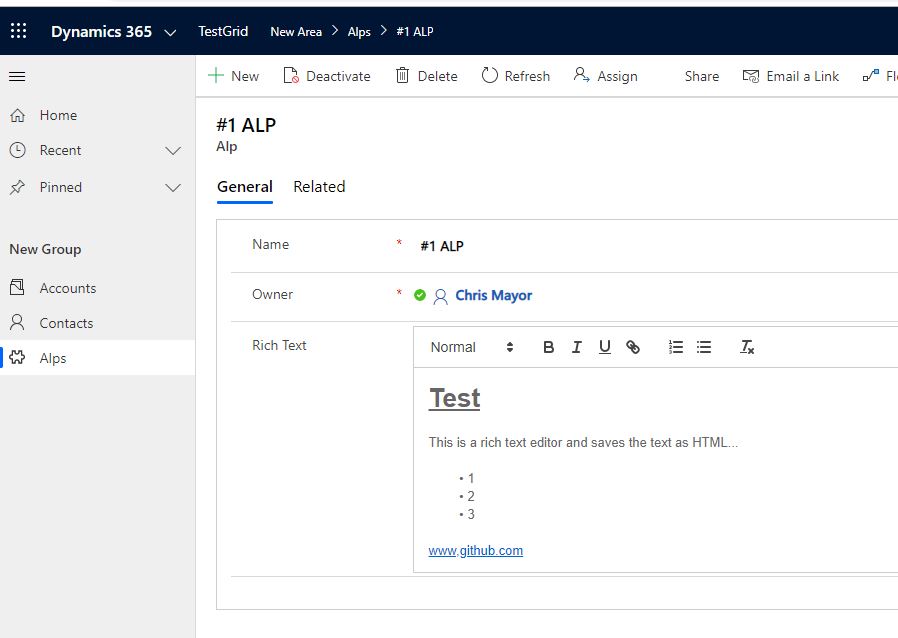 Dynamics 365 TestGrid New Area > Alps > #1 ALP
New Deactivate Delete Refresh Assign Share Email a Link
#1 ALP
Alp
General Related
Home
Recent
Pinned
New Group
Accounts
Contacts
Alps
Name * #1 ALP
Owner * Chris Mayor
Rich Text
Normal B I U
Test
This is a rich text editor and saves the text as HTML...
• 1
• 2
• 3
www.github.com